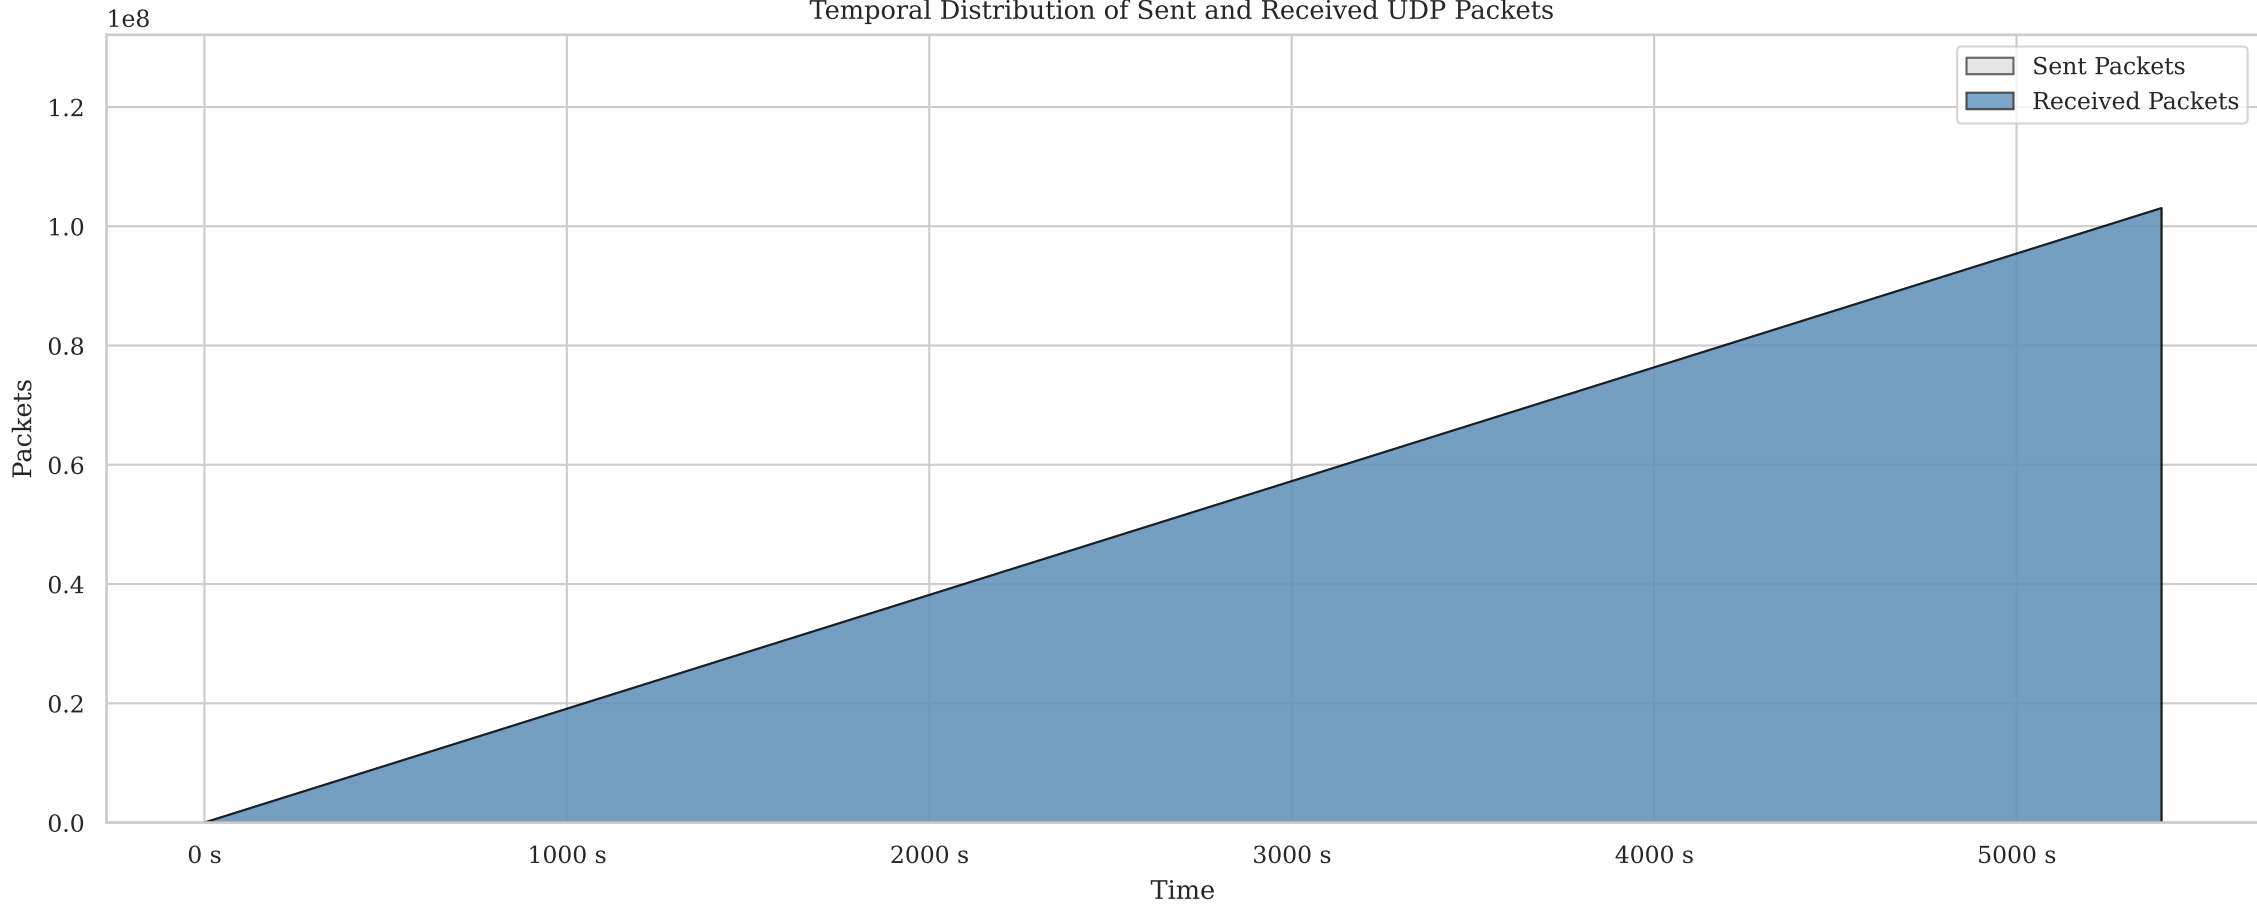 Temporal Distribution of Sent and Received UDP Packets
1e8
Sent Packets
Received Packets
1.2
1.0
0.8
0.6
0.4
0.2
0.0
Packets
0 s
1000 s
2000 s
3000 s
4000 s
5000 s
Time